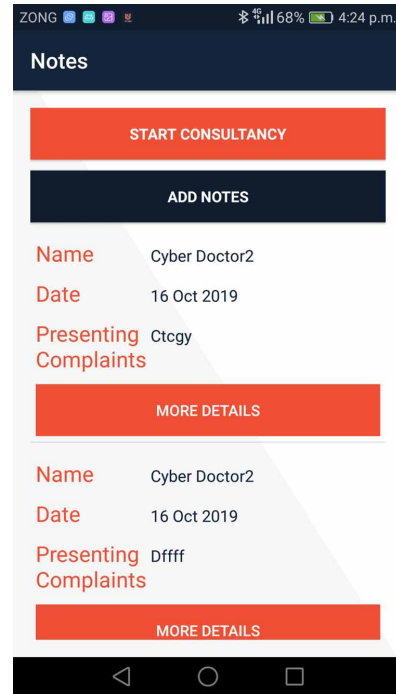 ZONG 4G 68% 4:24 p.m.
Notes
START CONSULTANCY
ADD NOTES
Name Cyber Doctor2
Date 16 Oct 2019
Presenting Ctcgy
Complaints
MORE DETAILS
Name Cyber Doctor2
Date 16 Oct 2019
Presenting Dffff
Complaints
MORE DETAILS